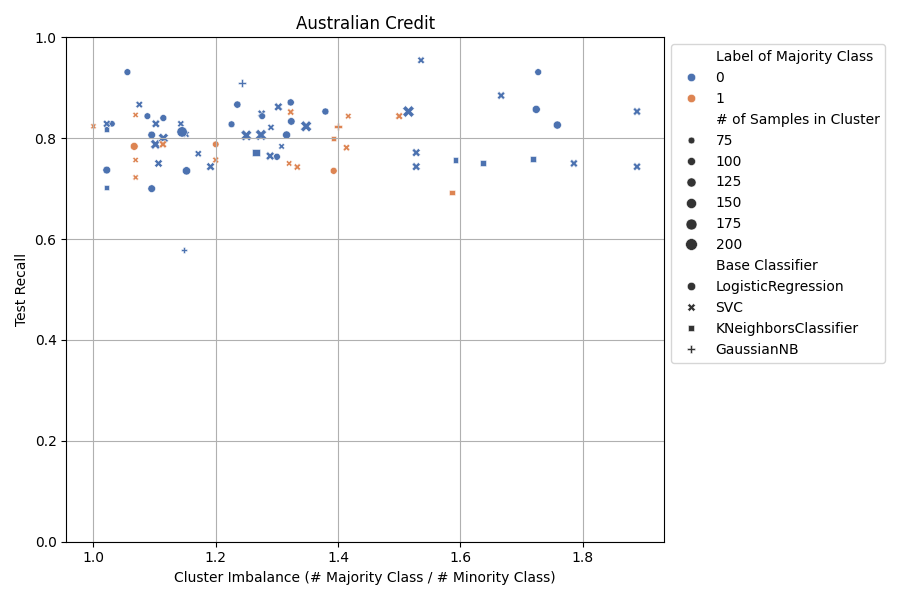 Australian Credit
Test Recall
1.0
0.8
0.6
0.4
0.2
0.0
1.0 1.2 1.4 1.6 1.8
Cluster Imbalance (# Majority Class / # Minority Class)
Label of Majority Class
0
1
# of Samples in Cluster
75
100
125
150
175
200
Base Classifier
LogisticRegression
SVC
KNeighborsClassifier
GaussianNB